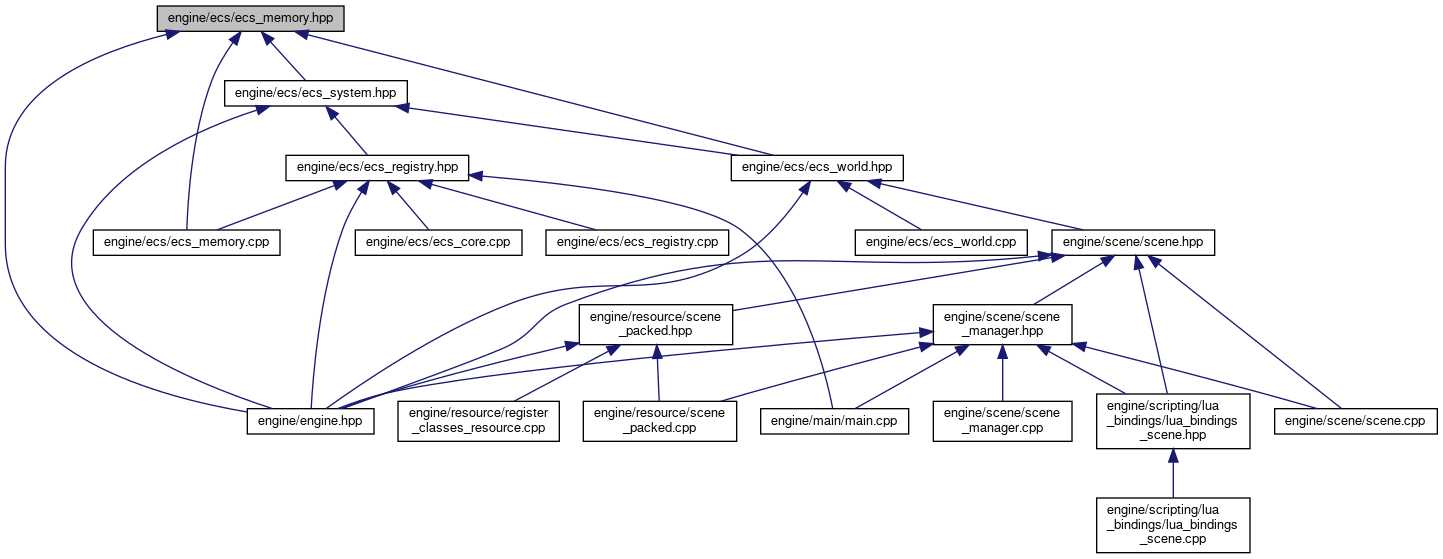 engine/ecs/ecs_memory.hpp
engine/ecs/ecs_system.hpp
engine/ecs/ecs_registry.hpp
engine/ecs/ecs_world.hpp
engine/ecs/ecs_memory.cpp
engine/ecs/ecs_core.cpp
engine/ecs/ecs_registry.cpp
engine/ecs/ecs_world.cpp
engine/scene/scene.hpp
engine/resource/scene
_packed.hpp
engine/scene/scene
_manager.hpp
engine/engine.hpp
engine/resource/register
_classes_resource.cpp
engine/resource/scene
_packed.cpp
engine/main/main.cpp
engine/scene/scene
_manager.cpp
engine/scripting/lua
_bindings/lua_bindings
_scene.hpp
engine/scene/scene.cpp
engine/scripting/lua
_bindings/lua_bindings
_scene.cpp